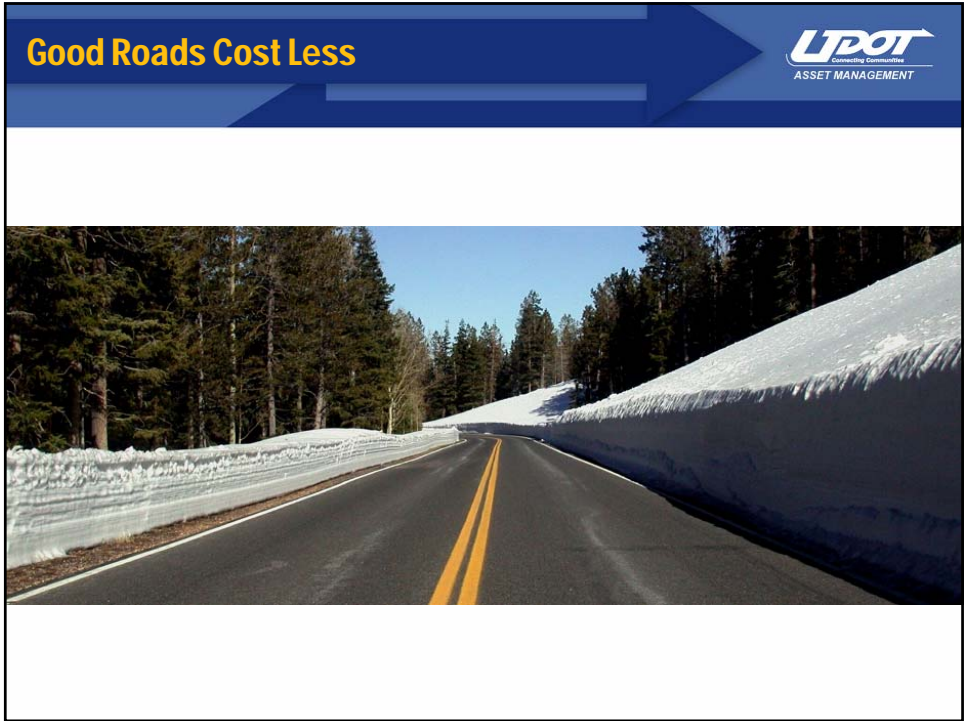 Good Roads Cost Less
UDOT
Connecting Communities
ASSET MANAGEMENT